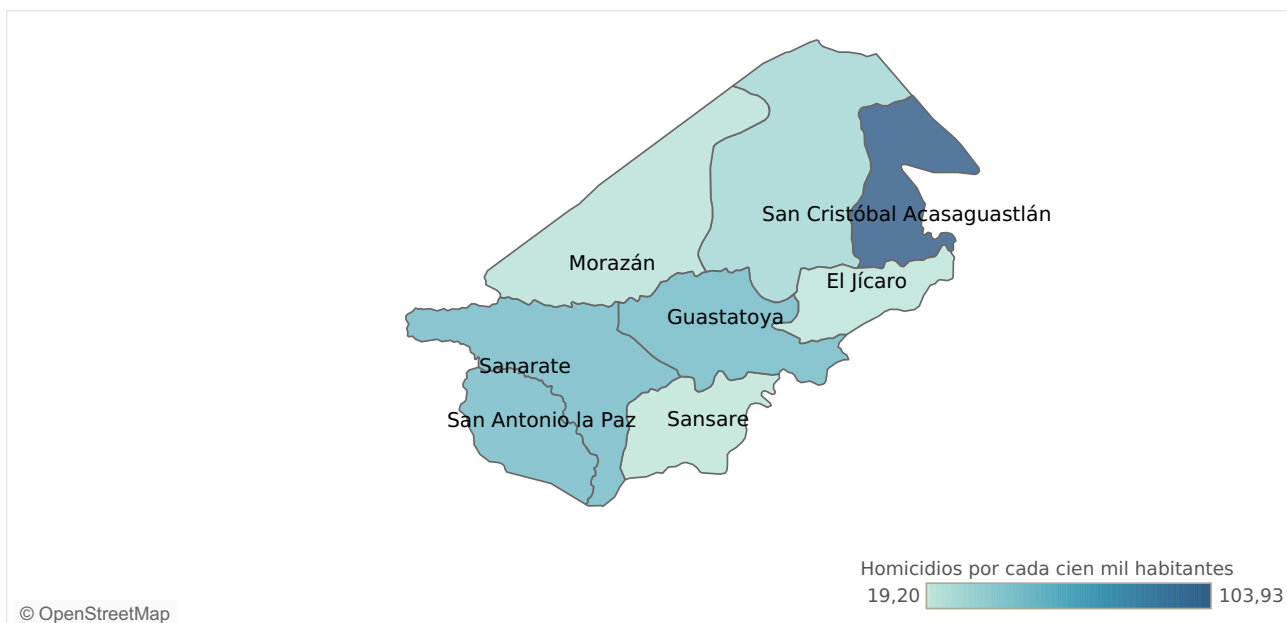 San Cristóbal Acasaguastlán
Morazán
El Jícaro
Guastatoya
Sanarate
San Antonio la Paz
Sansare
Homicidios por cada cien mil habitantes
19,20
103,93
© OpenStreetMap